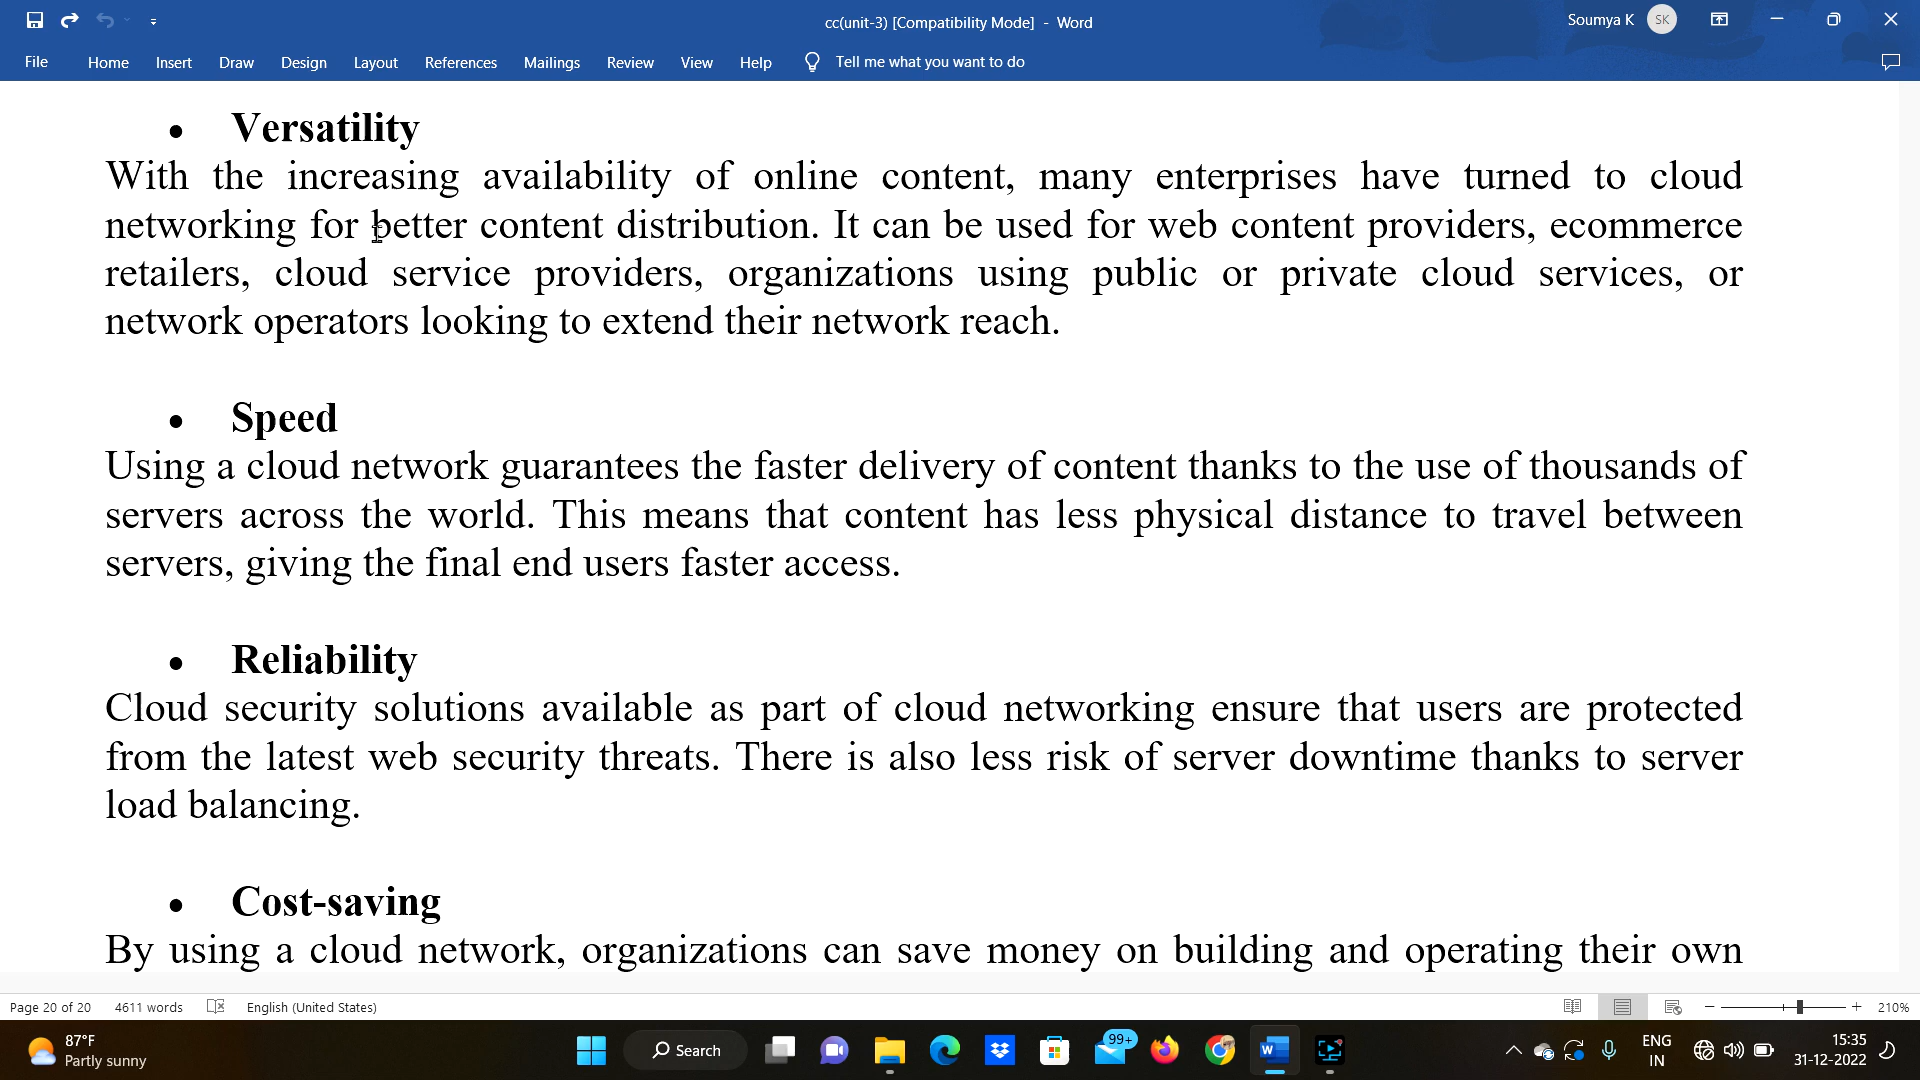 cc(unit-3) [Compatibility Mode] - Word
Soumya K
SK
File Home Insert Draw Design Layout References Mailings Review View Help Tell me what you want to do
• Versatility
With the increasing availability of online content, many enterprises have turned to cloud
networking for better content distribution. It can be used for web content providers, ecommerce
retailers, cloud service providers, organizations using public or private cloud services, or
network operators looking to extend their network reach.
• Speed
Using a cloud network guarantees the faster delivery of content thanks to the use of thousands of
servers across the world. This means that content has less physical distance to travel between
servers, giving the final end users faster access.
• Reliability
Cloud security solutions available as part of cloud networking ensure that users are protected
from the latest web security threats. There is also less risk of server downtime thanks to server
load balancing.
• Cost-saving
By using a cloud network, organizations can save money on building and operating their own
Page 20 of 20 4611 words English (United States) 210%
87°F
Partly sunny
Search
99+
ENG
IN
15:35
31-12-2022